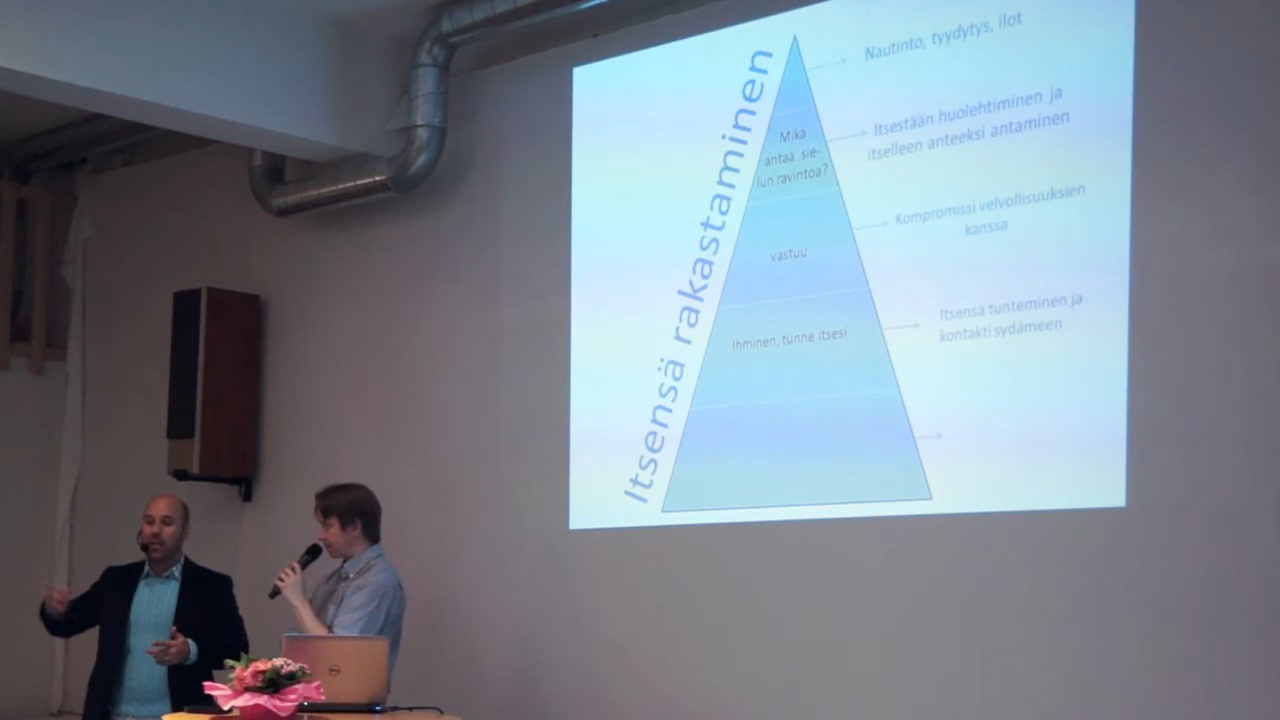 Itsensä rakastaminen
Nautinto, tyydytys, ilot
Mikä
antaa sie-
lun ravintoa?
Itsestään huolehtiminen ja
itselleen anteeksi antaminen
vastuu
Kompromissi velvollisuuksien
kanssa
Ihminen, tunne itsesi
Itsensä tunteminen ja
kontakti sydämeen
DELL